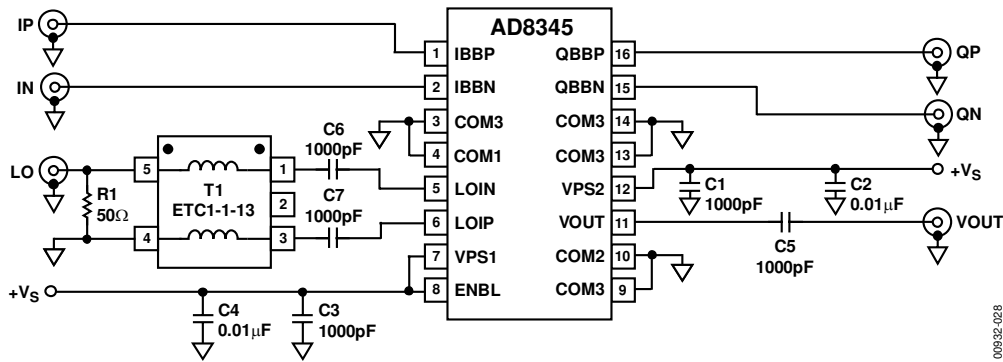 AD8345
IP
1 IBBP
QBBP 16
QP
IN
2 IBBN
QBBN 15
QN
3 COM3
COM3 14
C6
1000pF
4 COM1
COM3 13
LO
5
1
+VS
R1
50Ω
T1
ETC1-1-13
2
C7
1000pF
5 LOIN
VPS2 12
C1
1000pF
C2
0.01μF
4
3
6 LOIP
VOUT 11
VOUT
C5
1000pF
7 VPS1
COM2 10
+VS
8 ENBL
COM3 9
C4
0.01μF
C3
1000pF
00932-028